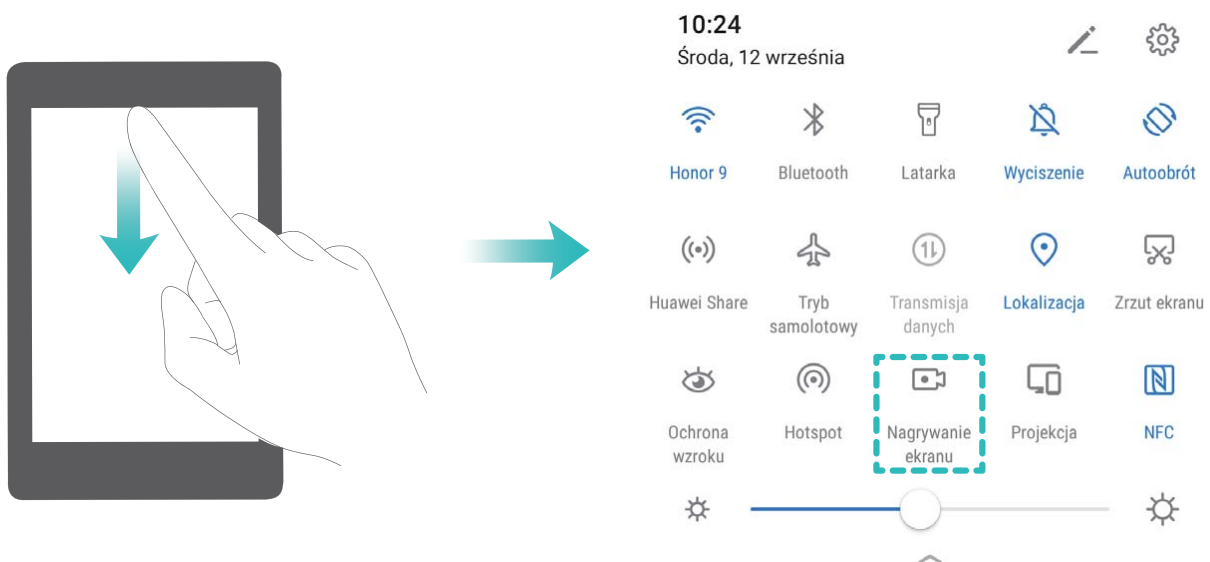 10:24
Środa, 12 września
Honor 9
Bluetooth
Latarka
Wyciszenie
Autoobrót
Huawei Share
Tryb
samolotowy
Transmisja
danych
Lokalizacja
Zrzut ekranu
Ochrona
wzroku
Hotspot
Nagrywanie
ekranu
Projekcja
NFC